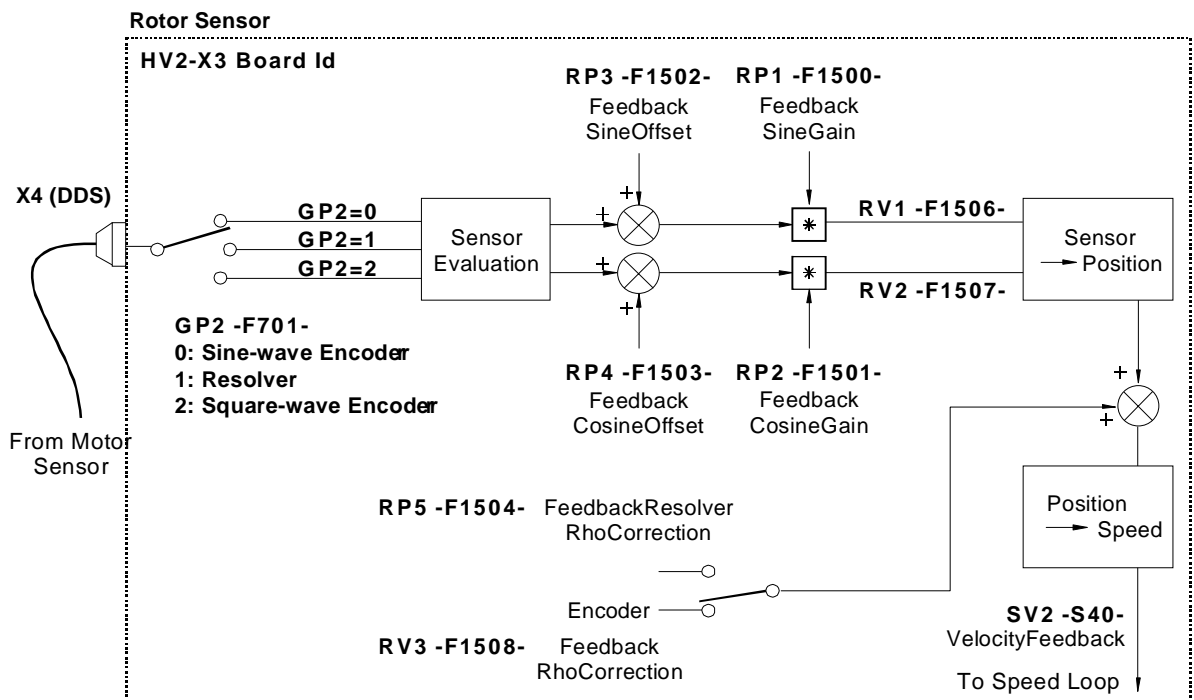 Rotor Sensor
HV2-X3 Board Id
RP3 -F1502-
Feedback
SineOffset
RP1 -F1500-
Feedback
SineGain
X4 (DDS)
GP2=0
GP2=1
GP2=2
Sensor
Evaluation
+
+
+
+
*
*
RV1 -F1506-
RV2 -F1507-
Sensor
Position
GP2 -F701-
0: Sine-wave Encoder
1: Resolver
2: Square-wave Encoder
RP4 -F1503-
Feedback
CosineOffset
RP2 -F1501-
Feedback
CosineGain
+
+
From Motor
Sensor
RP5 -F1504- FeedbackResolver
RhoCorrection
Position
Speed
Encoder
RV3 -F1508- Feedback
RhoCorrection
SV2 -S40-
VelocityFeedback
To Speed Loop